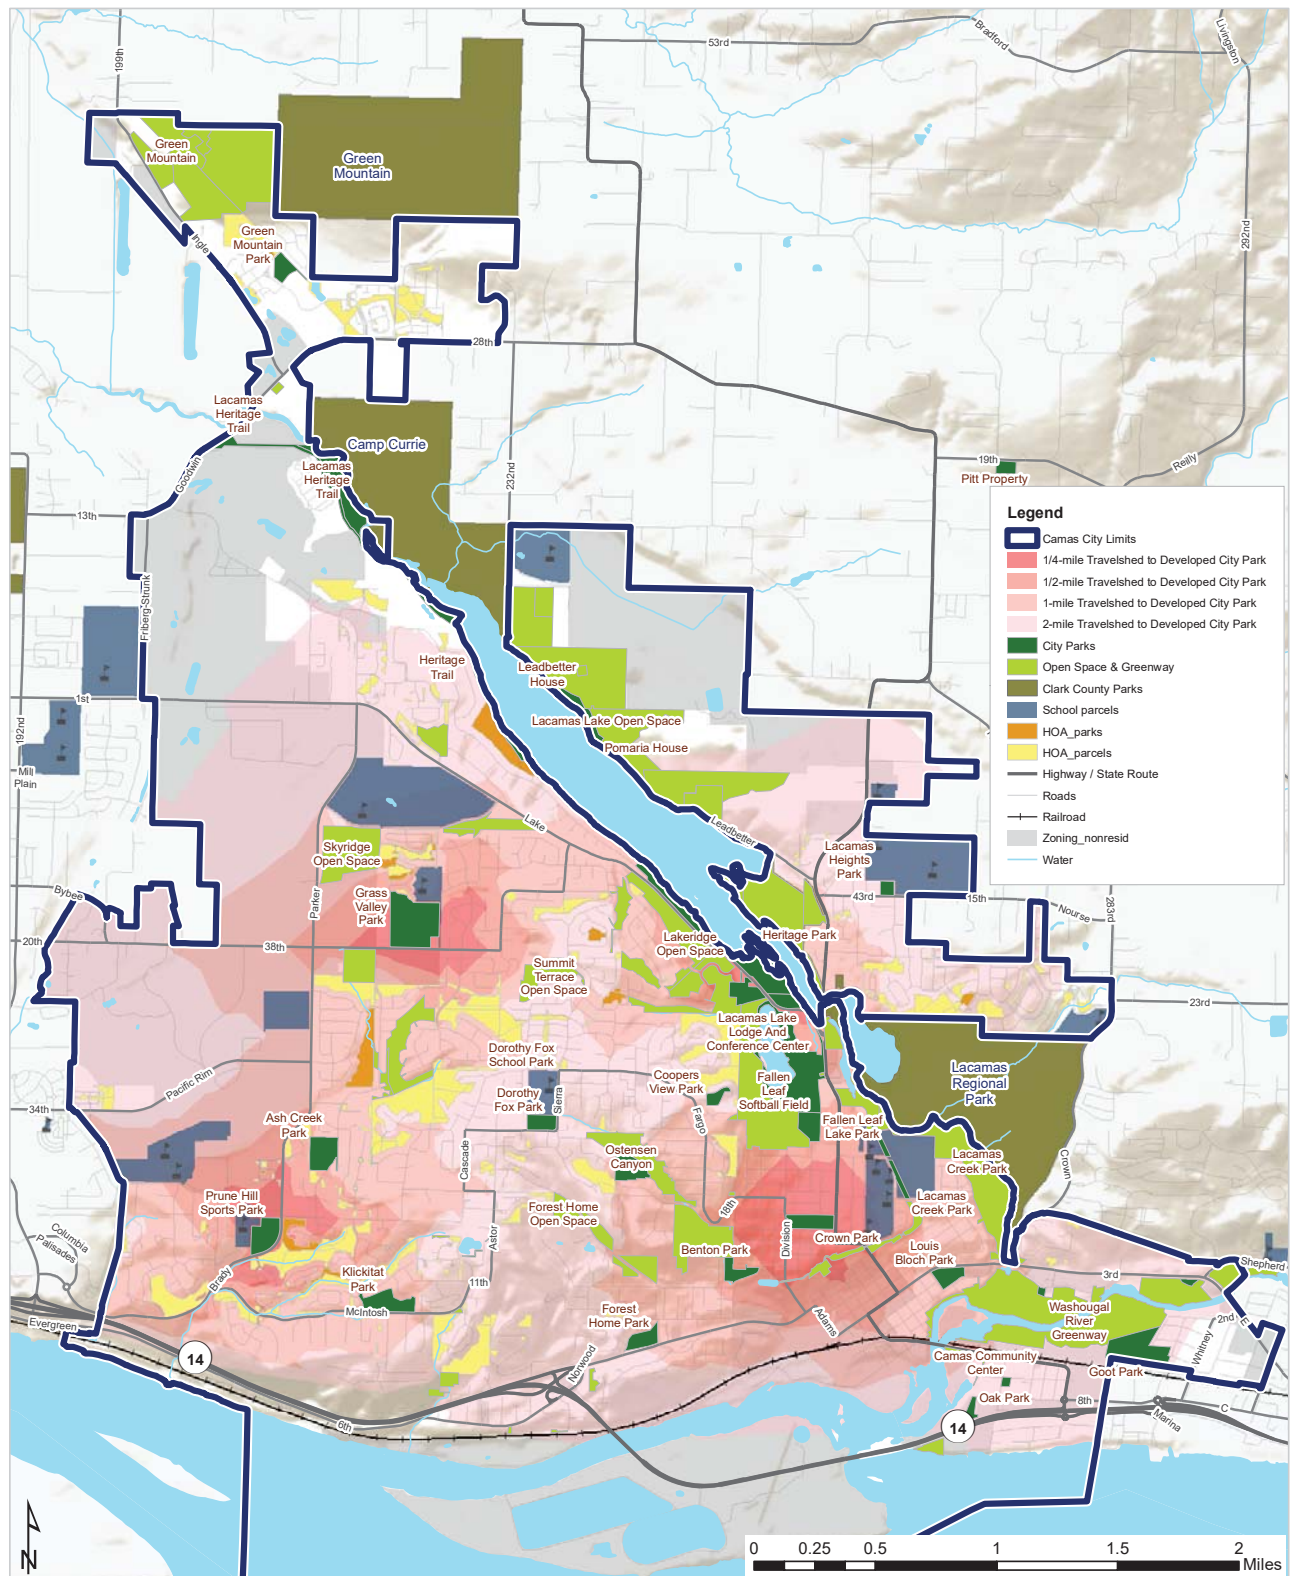 199th
53rd
Bradford
Livingston
Green
Mountain
Green
Mountain
292nd
Green
Mountain
Park
Ingle
28th
Lacamas
Heritage
Trail
Camp Currie
Goodwin
Lacamas
Heritage
Trail
232nd
19th
Reilly
Pitt Property
13th
Friberg-Strunk
Legend
Camas City Limits
1/4-mile Travelshed to Developed City Park
1/2-mile Travelshed to Developed City Park
1-mile Travelshed to Developed City Park
2-mile Travelshed to Developed City Park
City Parks
Open Space & Greenway
Clark County Parks
School parcels
HOA_parks
HOA_parcels
Highway / State Route
Roads
Railroad
Zoning_nonresid
Water
Heritage
Trail
Leadbetter
House
1st
192nd
Lacamas Lake Open Space
Pomaria House
Mill
Plain
Lake
Leadbetter
Skyridge
Open Space
Lacamas
Heights
Park
Bybee
Parker
Grass
Valley
Park
43rd
15th
Nourse
283rd
20th
38th
Lakeridge
Open Space
Heritage Park
Summit
Terrace
Open Space
23rd
Lacamas Lake
Lodge And
Conference Center
Dorothy Fox
School Park
Pacific Rim
Coopers
View Park
Fallen
Leaf
Softball Field
Lacamas
Regional
Park
34th
Ash Creek
Park
Dorothy
Fox Park
Sierra
Fargo
Fallen Leaf
Lake Park
Cascade
Ostensen
Canyon
Lacamas
Creek Park
Crown
Prune Hill
Sports Park
Forest Home
Open Space
18th
Lacamas
Creek Park
Columbia
Palisades
Astor
Benton Park
Division
Crown Park
Louis
Bloch Park
Brady
Klickitat
Park
11th
3rd
Shepherd
McIntosh
Evergreen
Forest
Home Park
Adams
Washougal
River
Greenway
2nd
E
Whitney
14
Norwood
Camas Community
Center
Goot Park
Oak Park
8th
C
Marina
6th
14
N
0 0.25 0.5 1 1.5 2
Miles